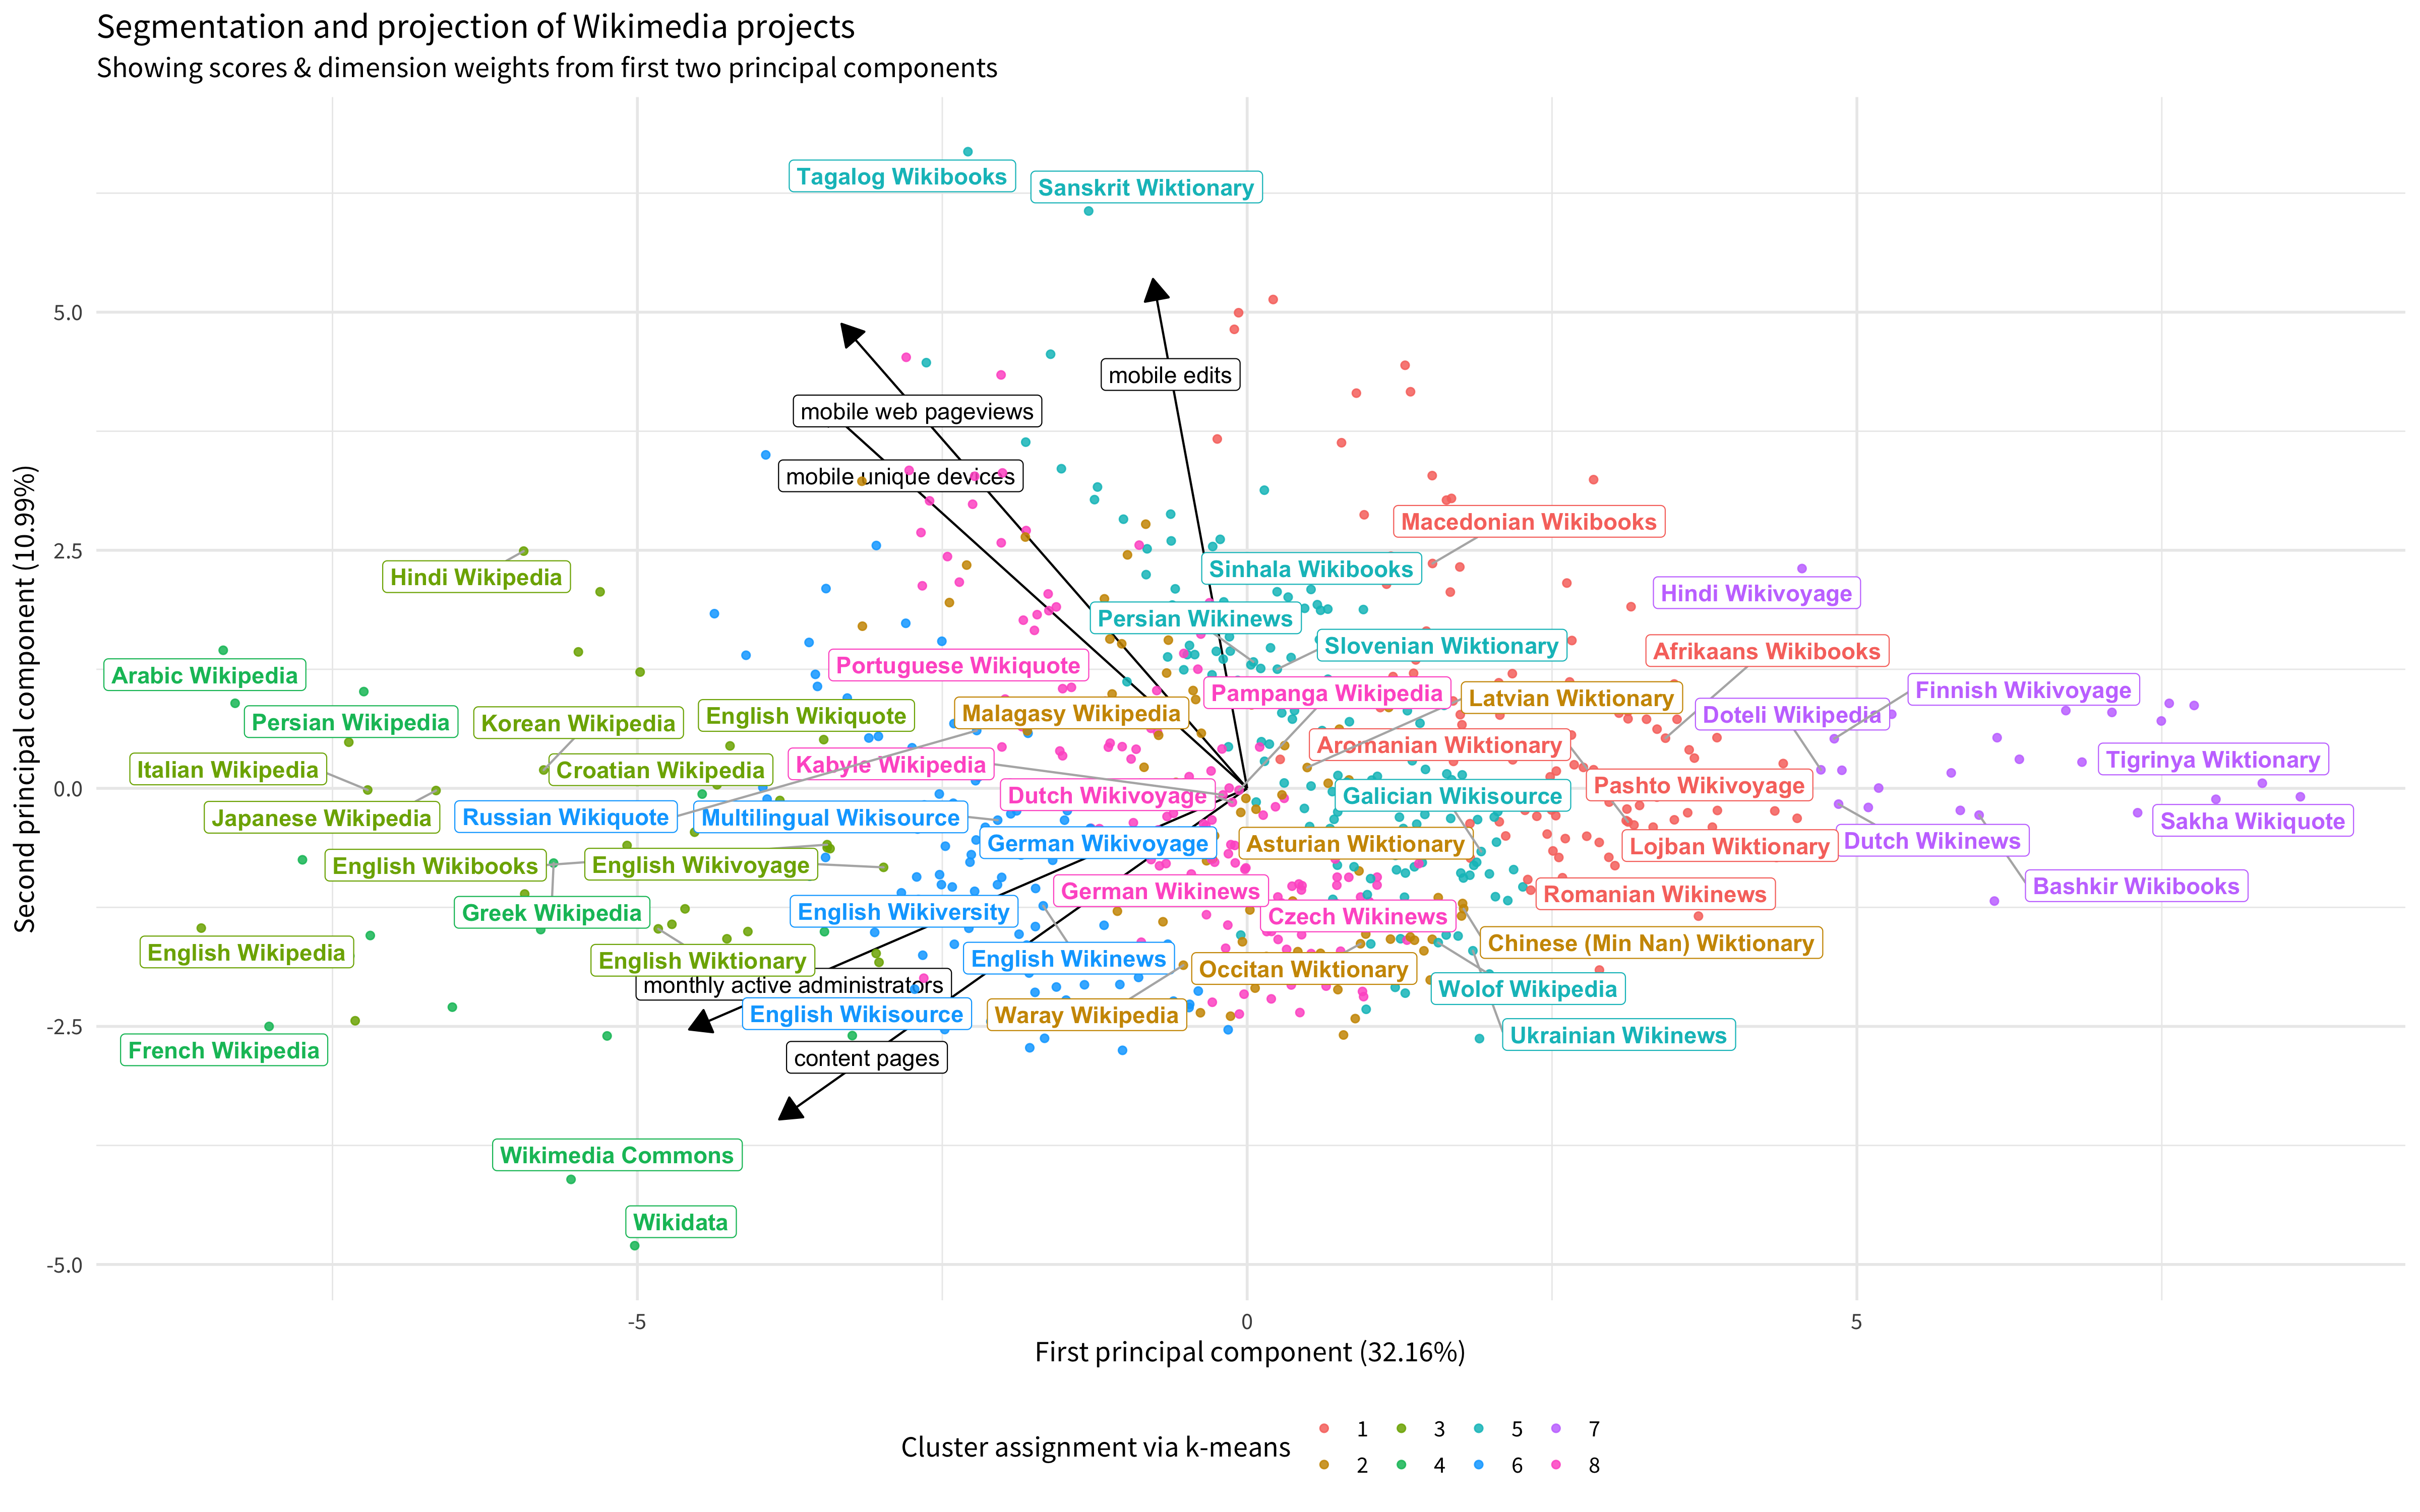 Segmentation and projection of Wikimedia projects
Showing scores & dimension weights from first two principal components
Second principal component (10.99%)
5.0
2.5
0.0
-2.5
-5.0
Tagalog Wikibooks
Sanskrit Wiktionary
mobile edits
mobile web pageviews
mobile unique devices
Macedonian Wikibooks
Sinhala Wikibooks
Hindi Wikipedia
Hindi Wikivoyage
Persian Wikinews
Slovenian Wiktionary
Afrikaans Wikibooks
Portuguese Wikiquote
Arabic Wikipedia
Pampanga Wikipedia
Finnish Wikivoyage
Latvian Wiktionary
Malagasy Wikipedia
Doteli Wikipedia
English Wikiquote
Persian Wikipedia
Korean Wikipedia
Aromanian Wiktionary
Tigrinya Wiktionary
Kabyle Wikipedia
Italian Wikipedia
Croatian Wikipedia
Pashto Wikivoyage
Dutch Wikivoyage
Galician Wikisource
Japanese Wikipedia
Russian Wikiquote
Multilingual Wikisource
Sakha Wikiquote
German Wikivoyage
Asturian Wiktionary
Lojban Wiktionary
Dutch Wikinews
English Wikibooks
English Wikivoyage
Bashkir Wikibooks
German Wikinews
Romanian Wikinews
Greek Wikipedia
English Wikiversity
Czech Wikinews
Chinese (Min Nan) Wiktionary
English Wikipedia
English Wiktionary
English Wikinews
Occitan Wiktionary
monthly active administrators
Wolof Wikipedia
English Wikisource
Waray Wikipedia
Ukrainian Wikinews
French Wikipedia
content pages
Wikimedia Commons
Wikidata
-5
0
5
First principal component (32.16%)
Cluster assignment via k-means
1
3
5
7
2
4
6
8